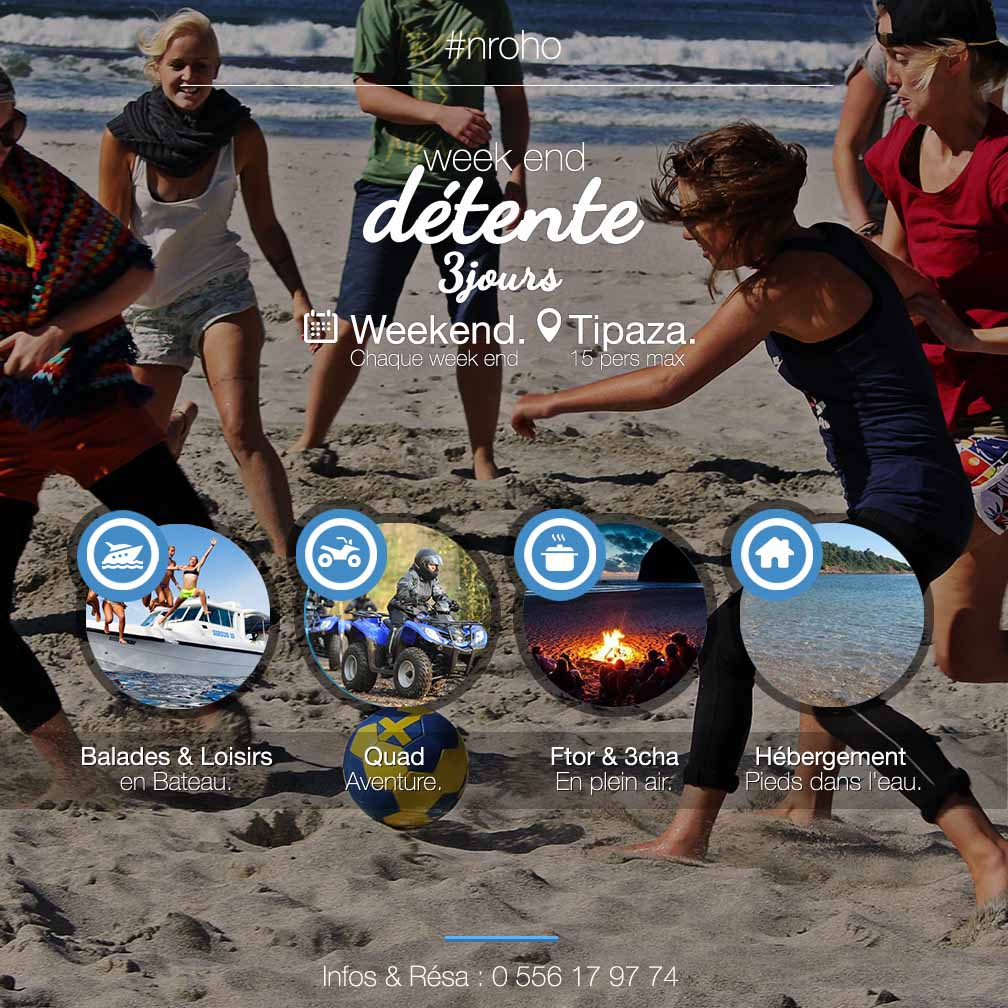 #nroho
week end
détente
3jours
Weekend. Tipaza.
Chaque week end 15 pers max
Balades & Loisirs
en Bateau.
Quad
Aventure.
Ftor & 3cha
En plein air.
Hébergement
Pieds dans l'eau.
Infos & Résa : 0 556 17 97 74